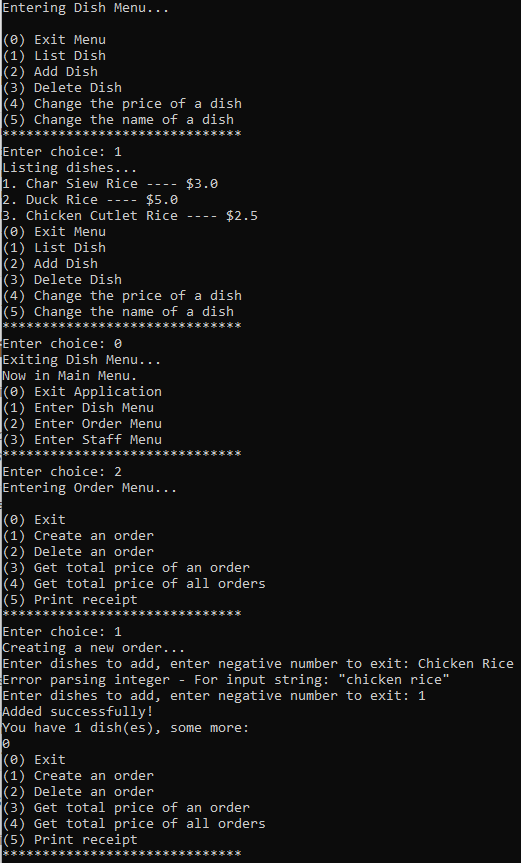 Entering Dish Menu...
(0) Exit Menu
(1) List Dish
(2) Add Dish
(3) Delete Dish
(4) Change the price of a dish
(5) Change the name of a dish
******************************
Enter choice: 1
Listing dishes...
1. Char Siew Rice ---- $3.0
2. Duck Rice ---- $5.0
3. Chicken Cutlet Rice ---- $2.5
(0) Exit Menu
(1) List Dish
(2) Add Dish
(3) Delete Dish
(4) Change the price of a dish
(5) Change the name of a dish
******************************
Enter choice: 0
Exiting Dish Menu...
Now in Main Menu.
(0) Exit Application
(1) Enter Dish Menu
(2) Enter Order Menu
(3) Enter Staff Menu
******************************
Enter choice: 2
Entering Order Menu...
(0) Exit
(1) Create an order
(2) Delete an order
(3) Get total price of an order
(4) Get total price of all orders
(5) Print receipt
******************************
Enter choice: 1
Creating a new order...
Enter dishes to add, enter negative number to exit: Chicken Rice
Error parsing integer - For input string: "chicken rice"
Enter dishes to add, enter negative number to exit: 1
Added successfully!
You have 1 dish(es), some more:
0
(0) Exit
(1) Create an order
(2) Delete an order
(3) Get total price of an order
(4) Get total price of all orders
(5) Print receipt
******************************